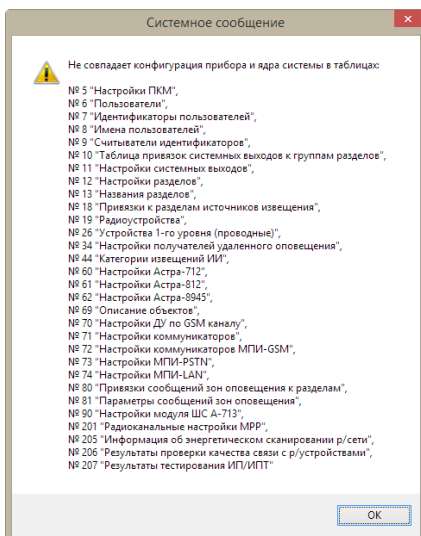 Системное сообщение
Не совпадает конфигурация прибора и ядра системы в таблицах:
№ 5 "Настройки ПКМ",
№ 6 "Пользователи",
№ 7 "Идентификаторы пользователей",
№ 8 "Имена пользователей",
№ 9 "Считыватели идентификаторов",
№ 10 "Таблица привязок системных выходов к группам разделов",
№ 11 "Настройки системных выходов",
№ 12 "Настройки разделов",
№ 13 "Названия разделов",
№ 18 "Привязки к разделам источников извещения",
№ 19 "Радиоустройства",
№ 26 "Устройства 1-го уровня (проводные)",
№ 34 "Настройки получателей удаленного оповещения",
№ 44 "Категории извещений ИИ",
№ 60 "Настройки Астра-712",
№ 61 "Настройки Астра-812",
№ 62 "Настройки Астра-8945",
№ 69 "Описание объектов",
№ 70 "Настройки ДУ по GSM каналу",
№ 71 "Настройки коммуникаторов",
№ 72 "Настройки коммуникаторов МПИ-GSM",
№ 73 "Настройки МПИ-PSTN",
№ 74 "Настройки МПИ-LAN",
№ 80 "Привязки сообщений зон оповещения к разделам",
№ 81 "Параметры сообщений зон оповещения",
№ 90 "Настройки модуля ШС А-713",
№ 201 "Радиоканальные настройки МРР",
№ 205 "Информация об энергетическом сканировании р/сети",
№ 206 "Результаты проверки качества связи с р/устройствами",
№ 207 "Результаты тестирования ИП/ИПТ"
ОК